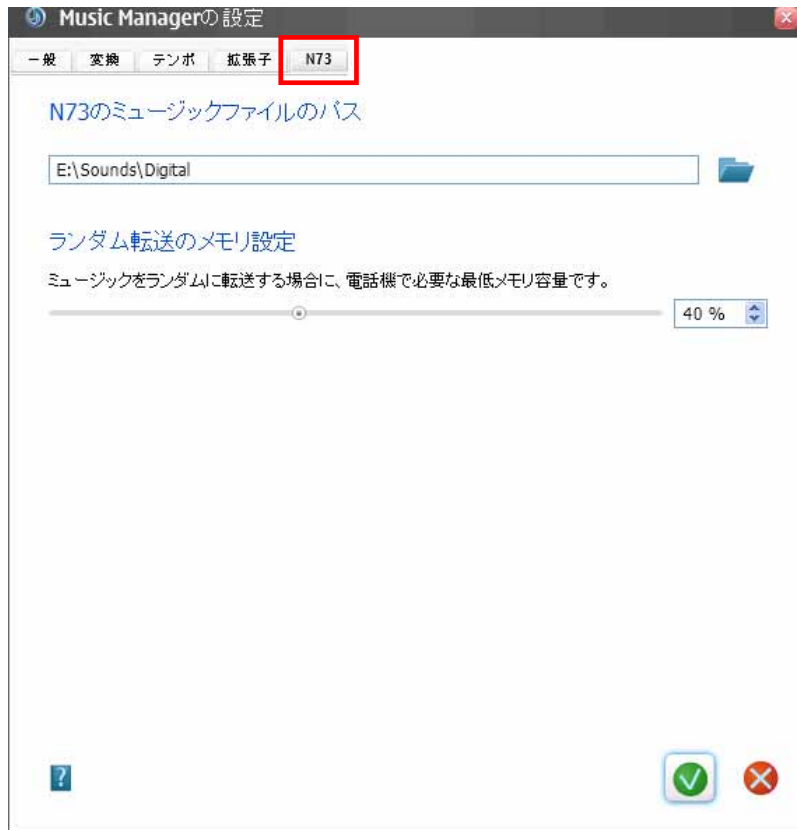 Music Managerの設定
一般 変換 テンポ 拡張子 N73
N73のミュージックファイルのパス
E:\Sounds\Digital
ランダム転送のメモリ設定
ミュージックをランダムに転送する場合に、電話機で必要な最低メモリ容量です。
40 %
?